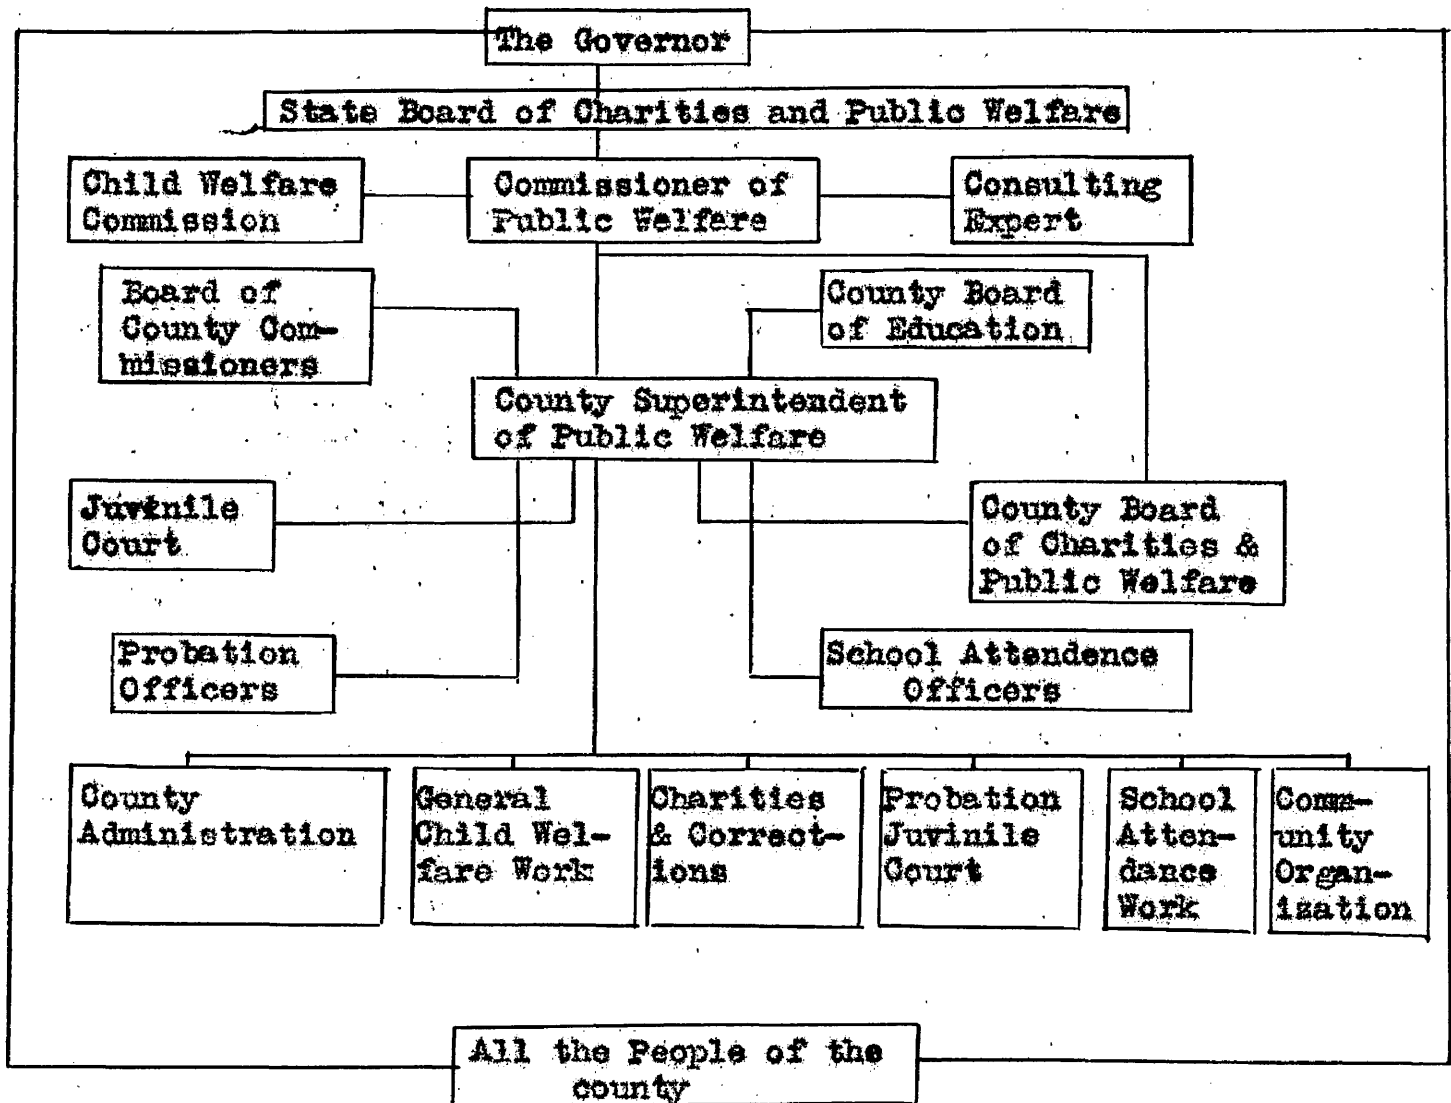 The Governor
State Board of Charities and Public Welfare
Child Welfare
Commission
Commissioner of
Public Welfare
Consulting
Expert
Board of
County Com-
missioners
County Board
of Education
County Superintendent
of Public Welfare
Juvinile
Court
County Board
of Charities &
Public Welfare
Probation
Officers
School Attendence
Officers
County
Administration
General
Child Wel-
fare Work
Charities
& Correct-
ions
Probation
Juvinile
Court
School
Atten-
dance
Work
Comm-
unity
Organ-
ization
All the People of the
county